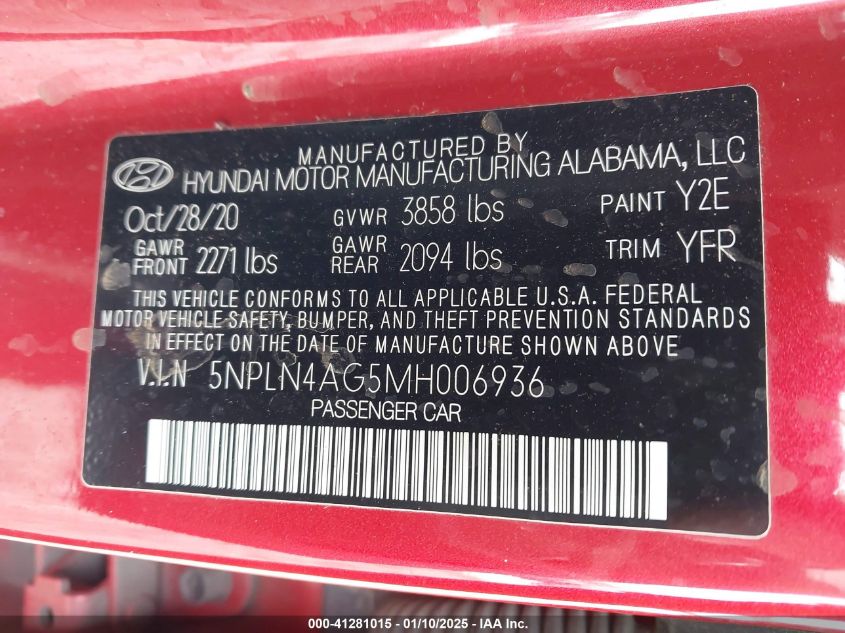 MANUFACTURED BY
HYUNDAI MOTOR MANUFACTURING ALABAMA, LLC
Oct/28/20 GVWR 3858 lbs PAINT Y2E
GAWR FRONT 2271 lbs GAWR REAR 2094 lbs TRIM YFR
THIS VEHICLE CONFORMS TO ALL APPLICABLE U.S.A. FEDERAL
MOTOR VEHICLE SAFETY, BUMPER, AND THEFT PREVENTION STANDARDS
IN EFFECT ON THE DATE OF MANUFACTURE SHOWN ABOVE
V.I.N 5NPLN4AG5MH006936
PASSENGER CAR
000-41281015 - 01/10/2025 - © IAA, Inc.